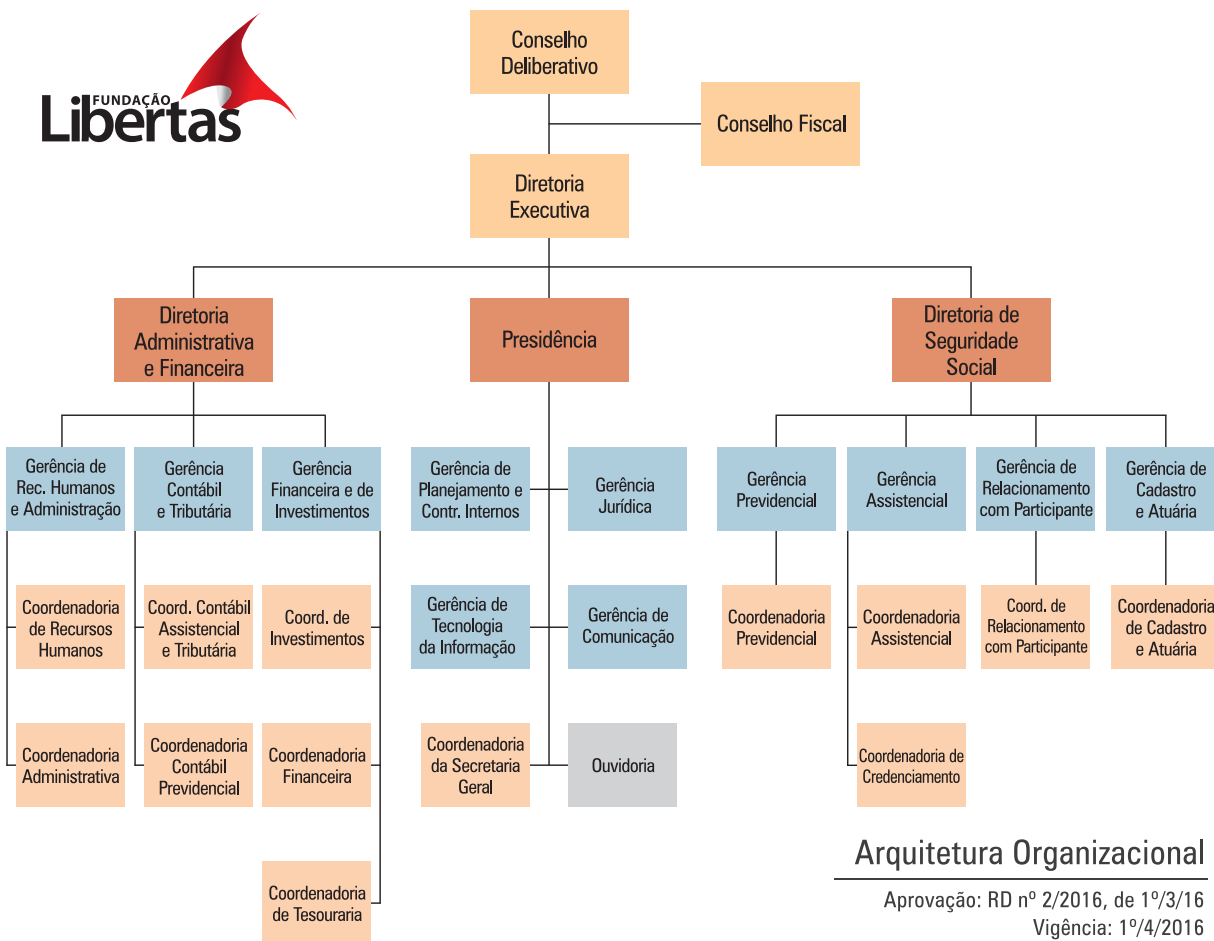 FUNDAÇÃO
Libertas
Conselho
Deliberativo
Conselho Fiscal
Diretoria
Executiva
Diretoria
Administrativa
e Financeira
Presidência
Diretoria de
Seguridade
Social
Gerência de
Rec. Humanos
e Administração
Gerência
Contábil
e Tributária
Gerência
Financeira e de
Investimentos
Gerência de
Planejamento e
Contr. Internos
Gerência
Jurídica
Gerência
Previdencial
Gerência
Assistencial
Gerência de
Relacionamento
com Participante
Gerência de
Cadastro
e Atuária
Coordenadoria
de Recursos
Humanos
Coord. Contábil
Assistencial
e Tributária
Coord. de
Investimentos
Gerência de
Tecnologia
da Informação
Gerência de
Comunicação
Coordenadoria
Previdencial
Coordenadoria
Assistencial
Coord. de
Relacionamento
com Participante
Coordenadoria
de Cadastro
e Atuária
Coordenadoria
Administrativa
Coordenadoria
Contábil
Previdencial
Coordenadoria
Financeira
Coordenadoria
da Secretaria
Geral
Ouvidoria
Coordenadoria de
Credenciamento
Coordenadoria
de Tesouraria
Arquitetura Organizacional
Aprovação: RD nº 2/2016, de 1º/3/16
Vigência: 1º/4/2016